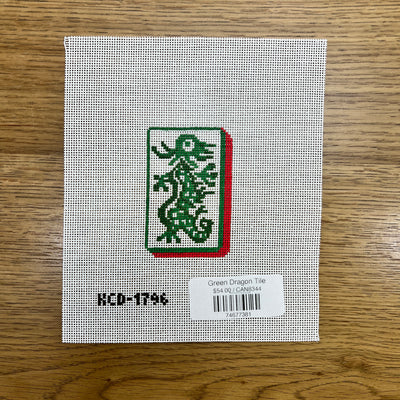 Green Dragon Tile
$54.00 / CAN8344
74677381
KCD-1796